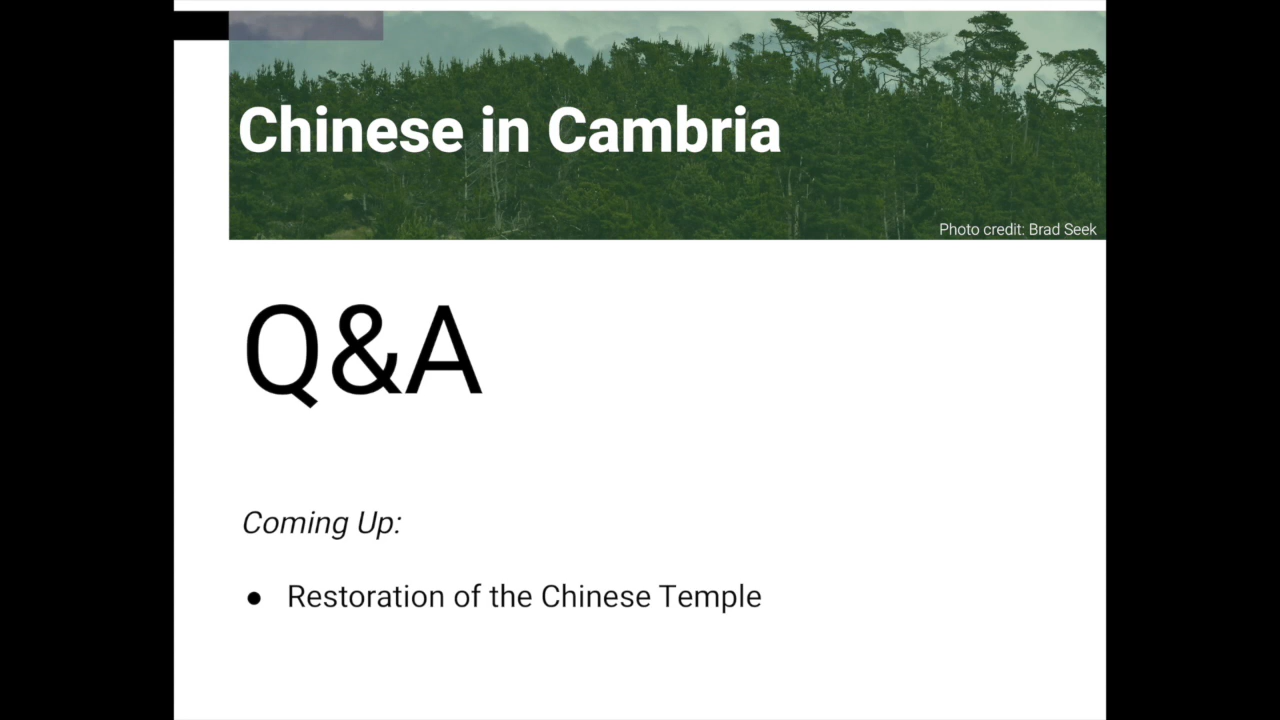 Chinese in Cambria
Photo credit: Brad Seek
Q&A
Coming Up:
● Restoration of the Chinese Temple